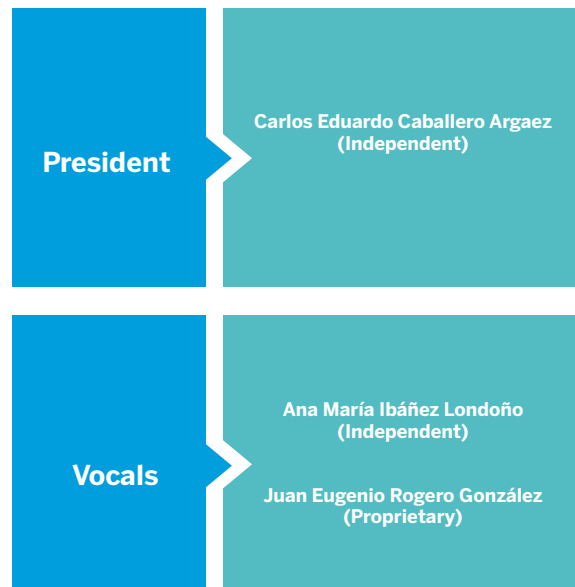 President
Carlos Eduardo Caballero Argaez
(Independent)
Vocals
Ana María Ibáñez Londoño
(Independent)
Juan Eugenio Rogero González
(Proprietary)